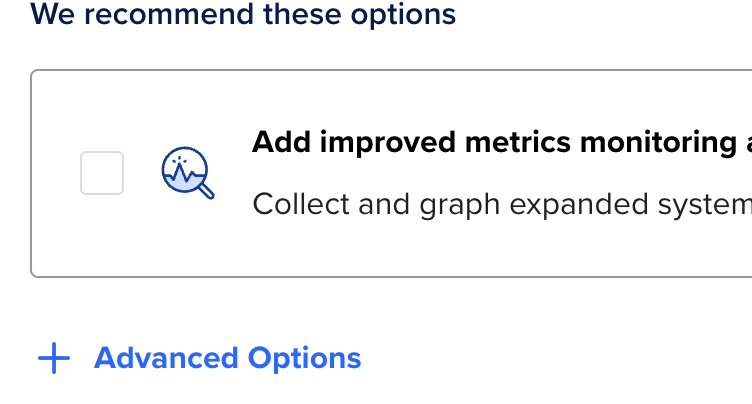 We recommend these options
Add improved metrics monitoring
Collect and graph expanded system
Advanced Options